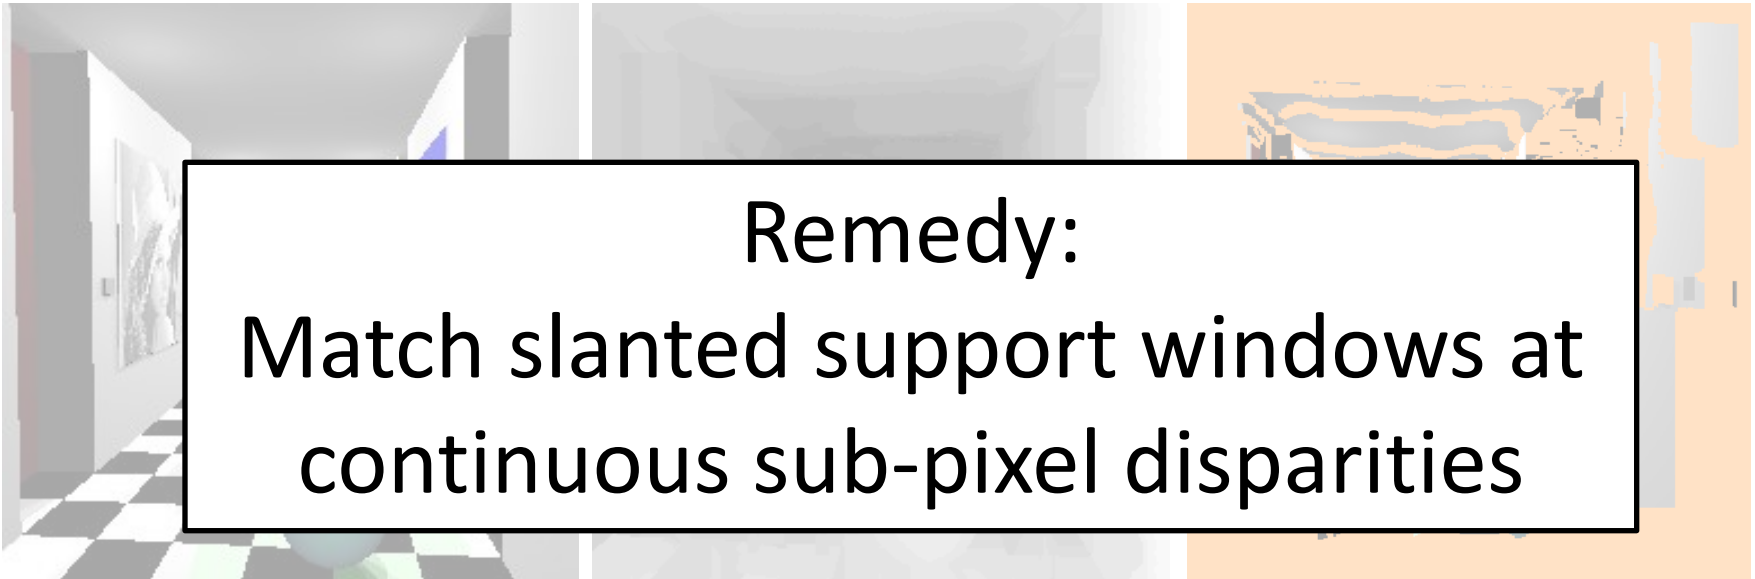 Remedy:
Match slanted support windows at
continuous sub-pixel disparities